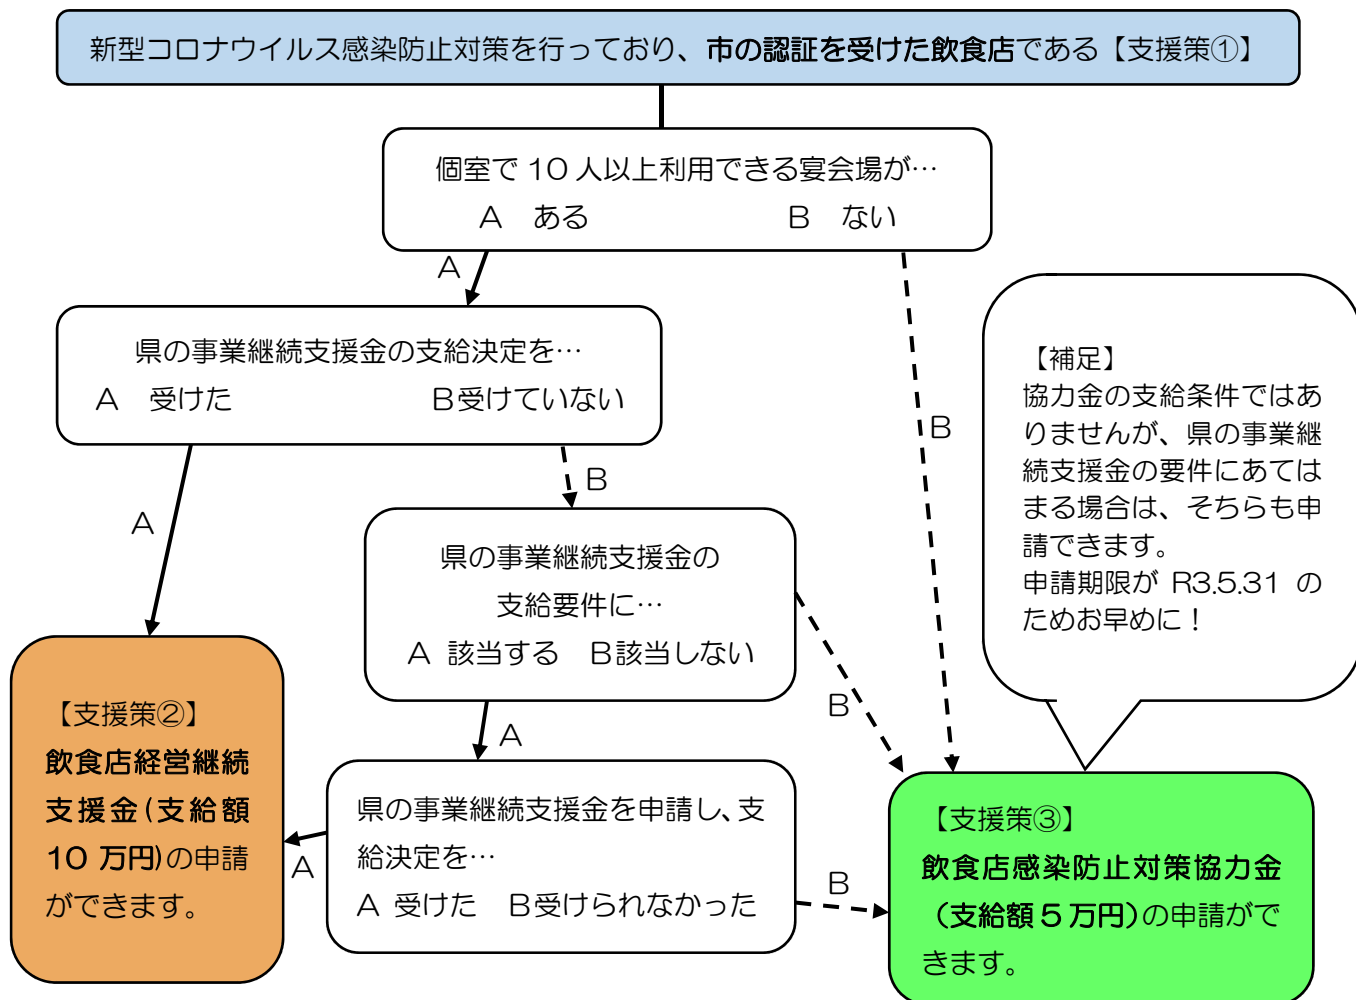 新型コロナウイルス感染防止対策を行っており、市の認証を受けた飲食店である【支援策①】
個室で 10 人以上利用できる宴会場が…
A　ある　　B　ない
A
県の事業継続支援金の支給決定を…
A　受けた　　B受けていない
B
【補足】
協力金の支給条件ではあ
りませんが、県の事業継
続支援金の要件にあては
まる場合は、そちらも申
請できます。
申請期限が R3.5.31 の
ためお早めに！
A
B
県の事業継続支援金の
支給要件に…
A 該当する　B該当しない
A
B
【支援策②】
飲食店経営継続
支援金(支給額
10 万円)の申請
ができます。
県の事業継続支援金を申請し、支
給決定を…
A 受けた　B受けられなかった
A
B
【支援策③】
飲食店感染防止対策協力金
（支給額５万円)の申請がで
きます。